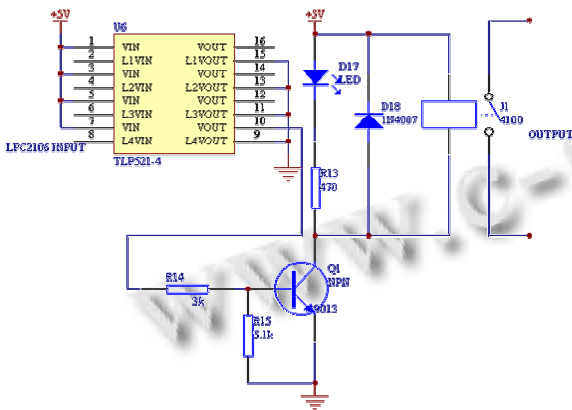 +5V
+5V
U6
1 VIN VOUT 16
2 L1VIN L1VOUT 15
3 VIN VOUT 14
4 L2VIN L2VOUT 13
5 VIN VOUT 12
6 L3VIN L3VOUT 11
7 VIN VOUT 10
8 L4VIN L4VOUT 9
LPC2106 INPUT
TLP521-4
D17
LED
D18
1N4007
J1
4100
OUTPUT
R13
470
Q1
NPN
9013
R14
3k
R15
5.1k
www.c-